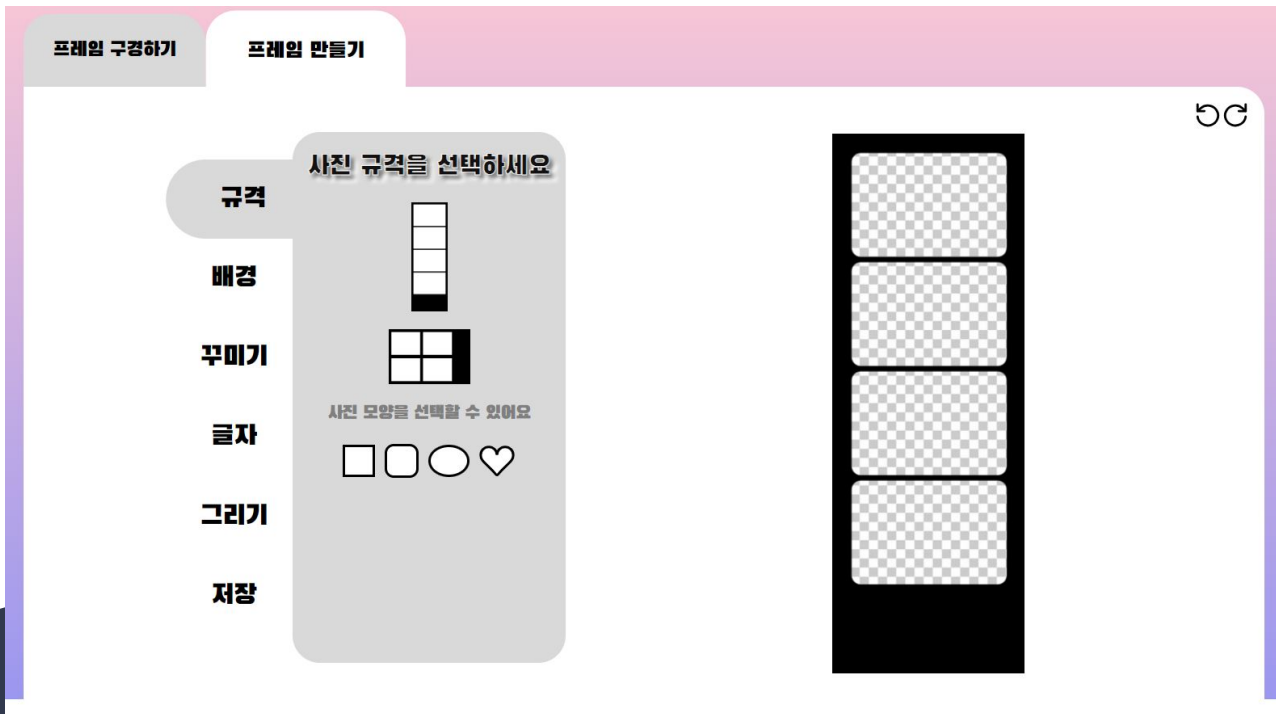 프레임 구경하기
프레임 만들기
사진 규격을 선택하세요
규격
배경
꾸미기
사진 모양을 선택할 수 있어요
글자
그리기
저장